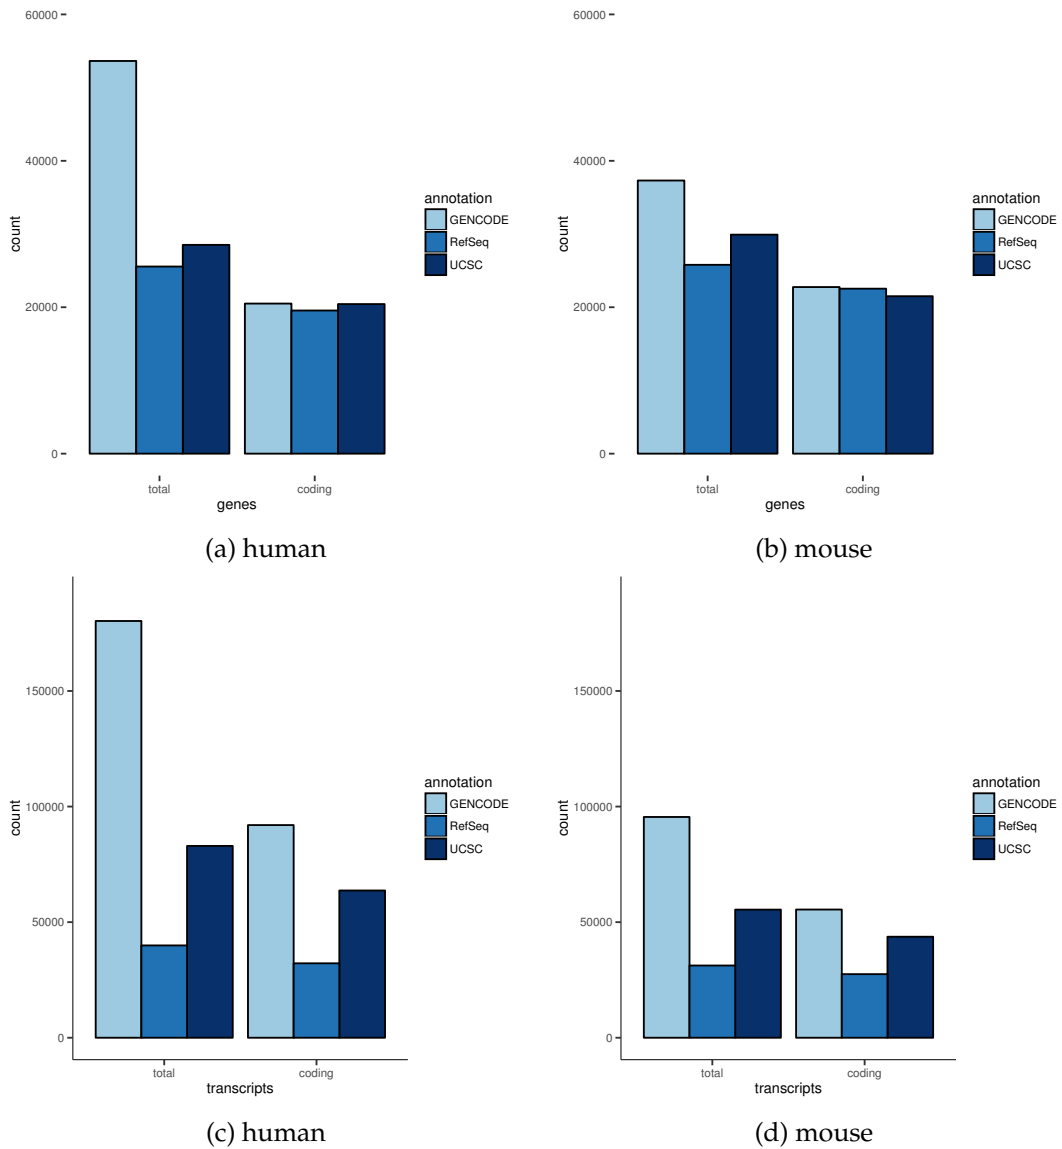 60000
40000
20000
0
count
total
coding
genes
annotation
GENCODE
RefSeq
UCSC
(a) human
60000
40000
20000
0
count
total
coding
genes
annotation
GENCODE
RefSeq
UCSC
(b) mouse
150000
100000
50000
0
count
total
coding
transcripts
annotation
GENCODE
RefSeq
UCSC
(c) human
150000
100000
50000
0
count
total
coding
transcripts
annotation
GENCODE
RefSeq
UCSC
(d) mouse